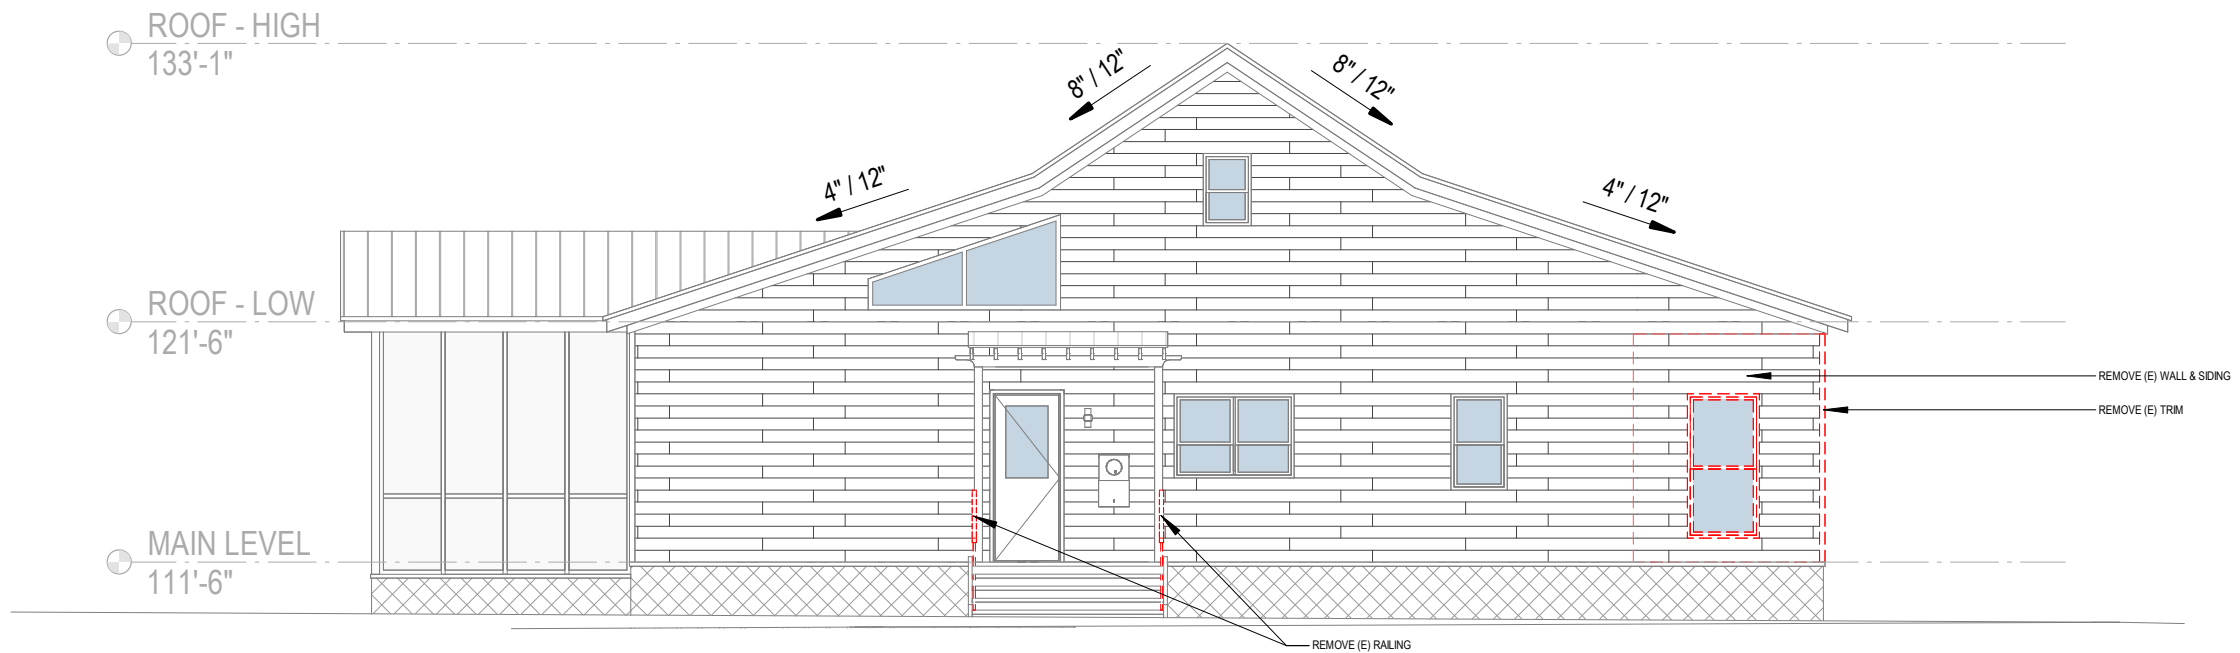 ROOF - HIGH
133'-1"
8" / 12"
8" / 12"
4" / 12"
4" / 12"
ROOF - LOW
121'-6"
REMOVE (E) WALL & SIDING
REMOVE (E) TRIM
MAIN LEVEL
111'-6"
REMOVE (E) RAILING